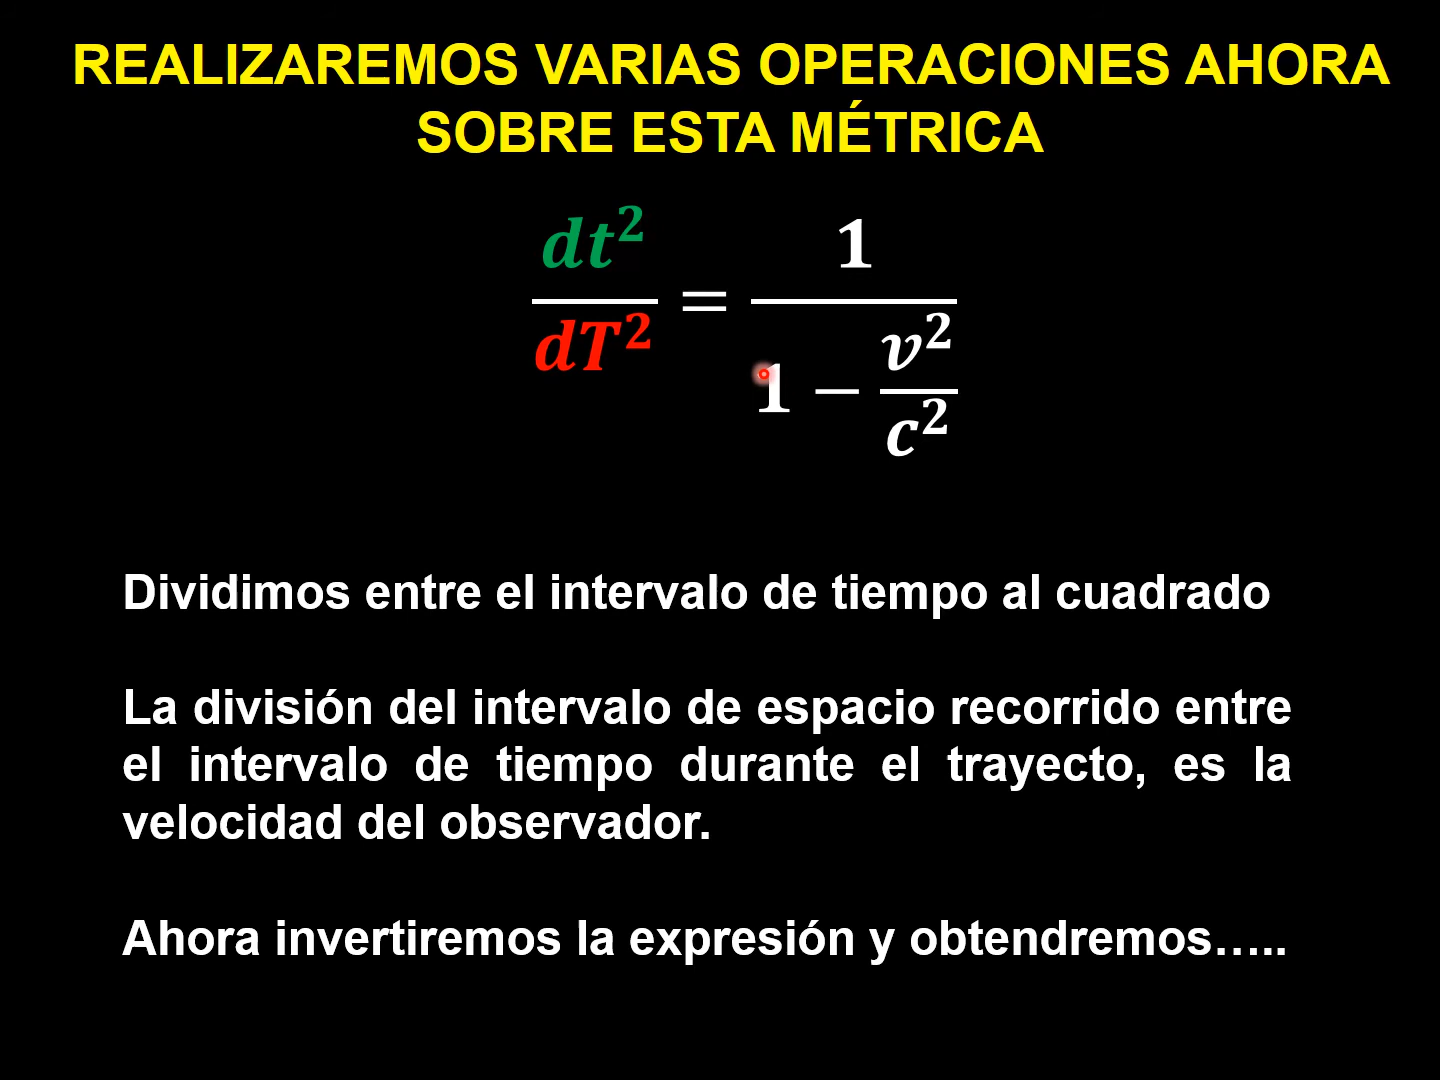 REALIZAREMOS VARIAS OPERACIONES AHORA
SOBRE ESTA MÉTRICA
dt²/dT² = 1/(1 − v²/c²)
Dividimos entre el intervalo de tiempo al cuadrado
La división del intervalo de espacio recorrido entre
el intervalo de tiempo durante el trayecto, es la
velocidad del observador.
Ahora invertiremos la expresión y obtendremos…..